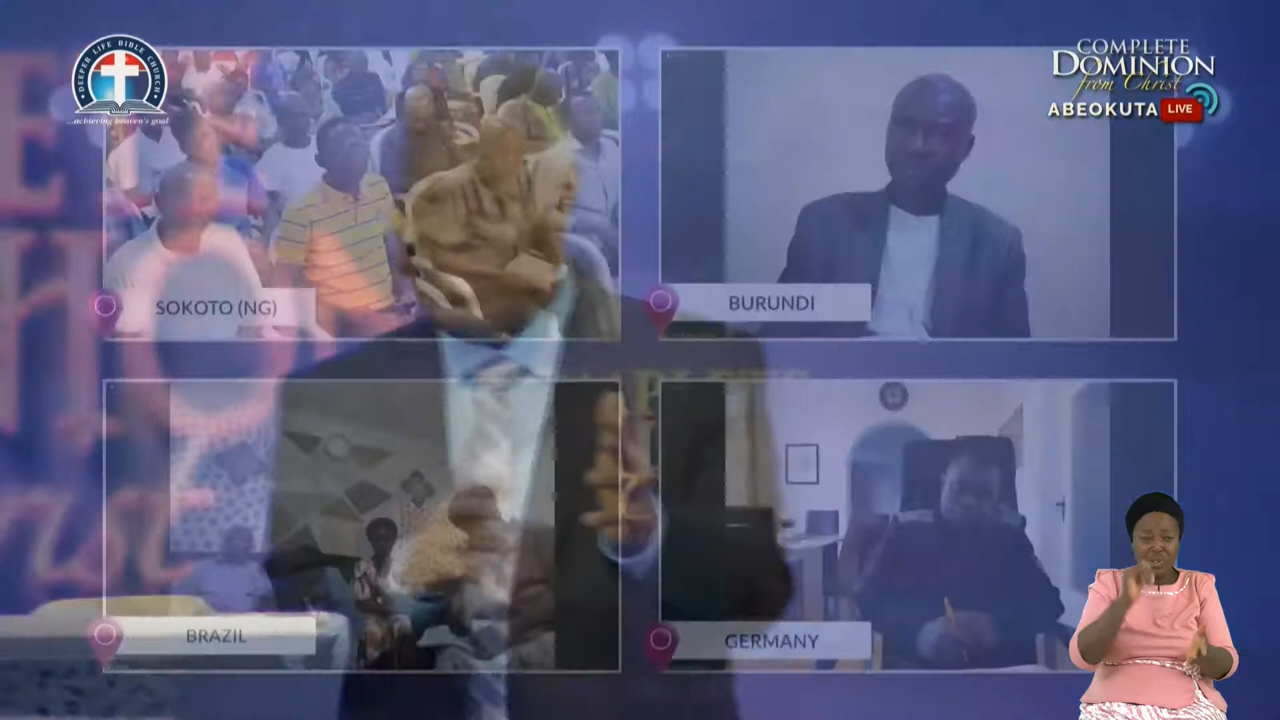 DEEPER LIFE BIBLE CHURCH
...achieving heaven's goal
COMPLETE
DOMINION
from Christ
ABEOKUTA LIVE
SOKOTO (NG)
BURUNDI
BRAZIL
GERMANY